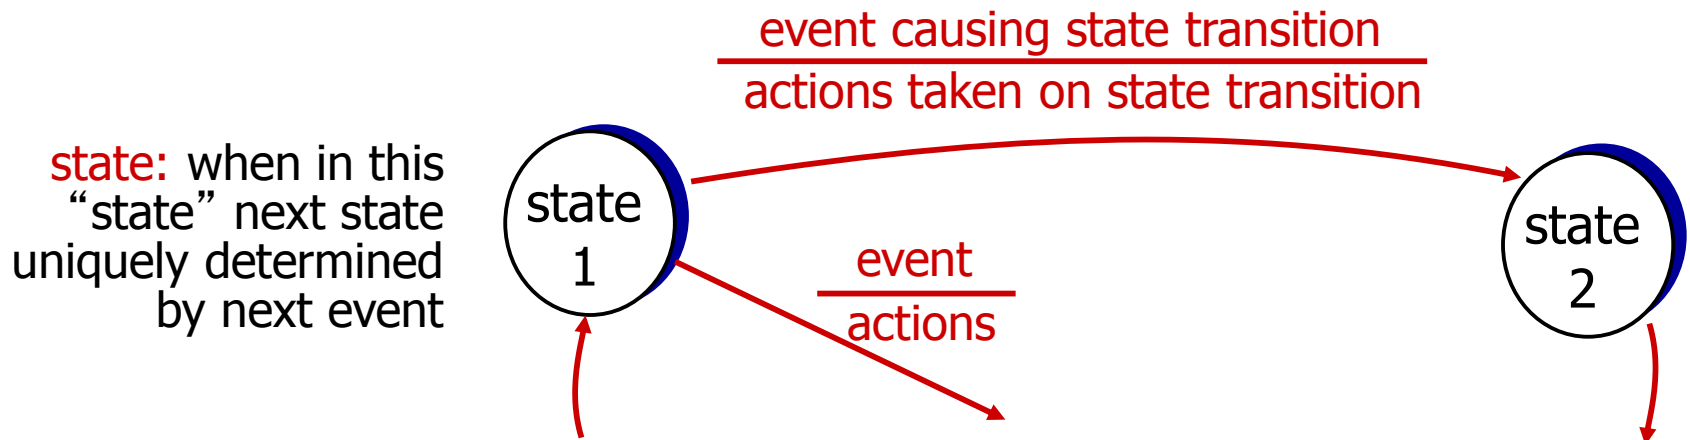 event causing state transition
actions taken on state transition
state: when in this
“state” next state
uniquely determined
by next event
state
1
event
actions
state
2